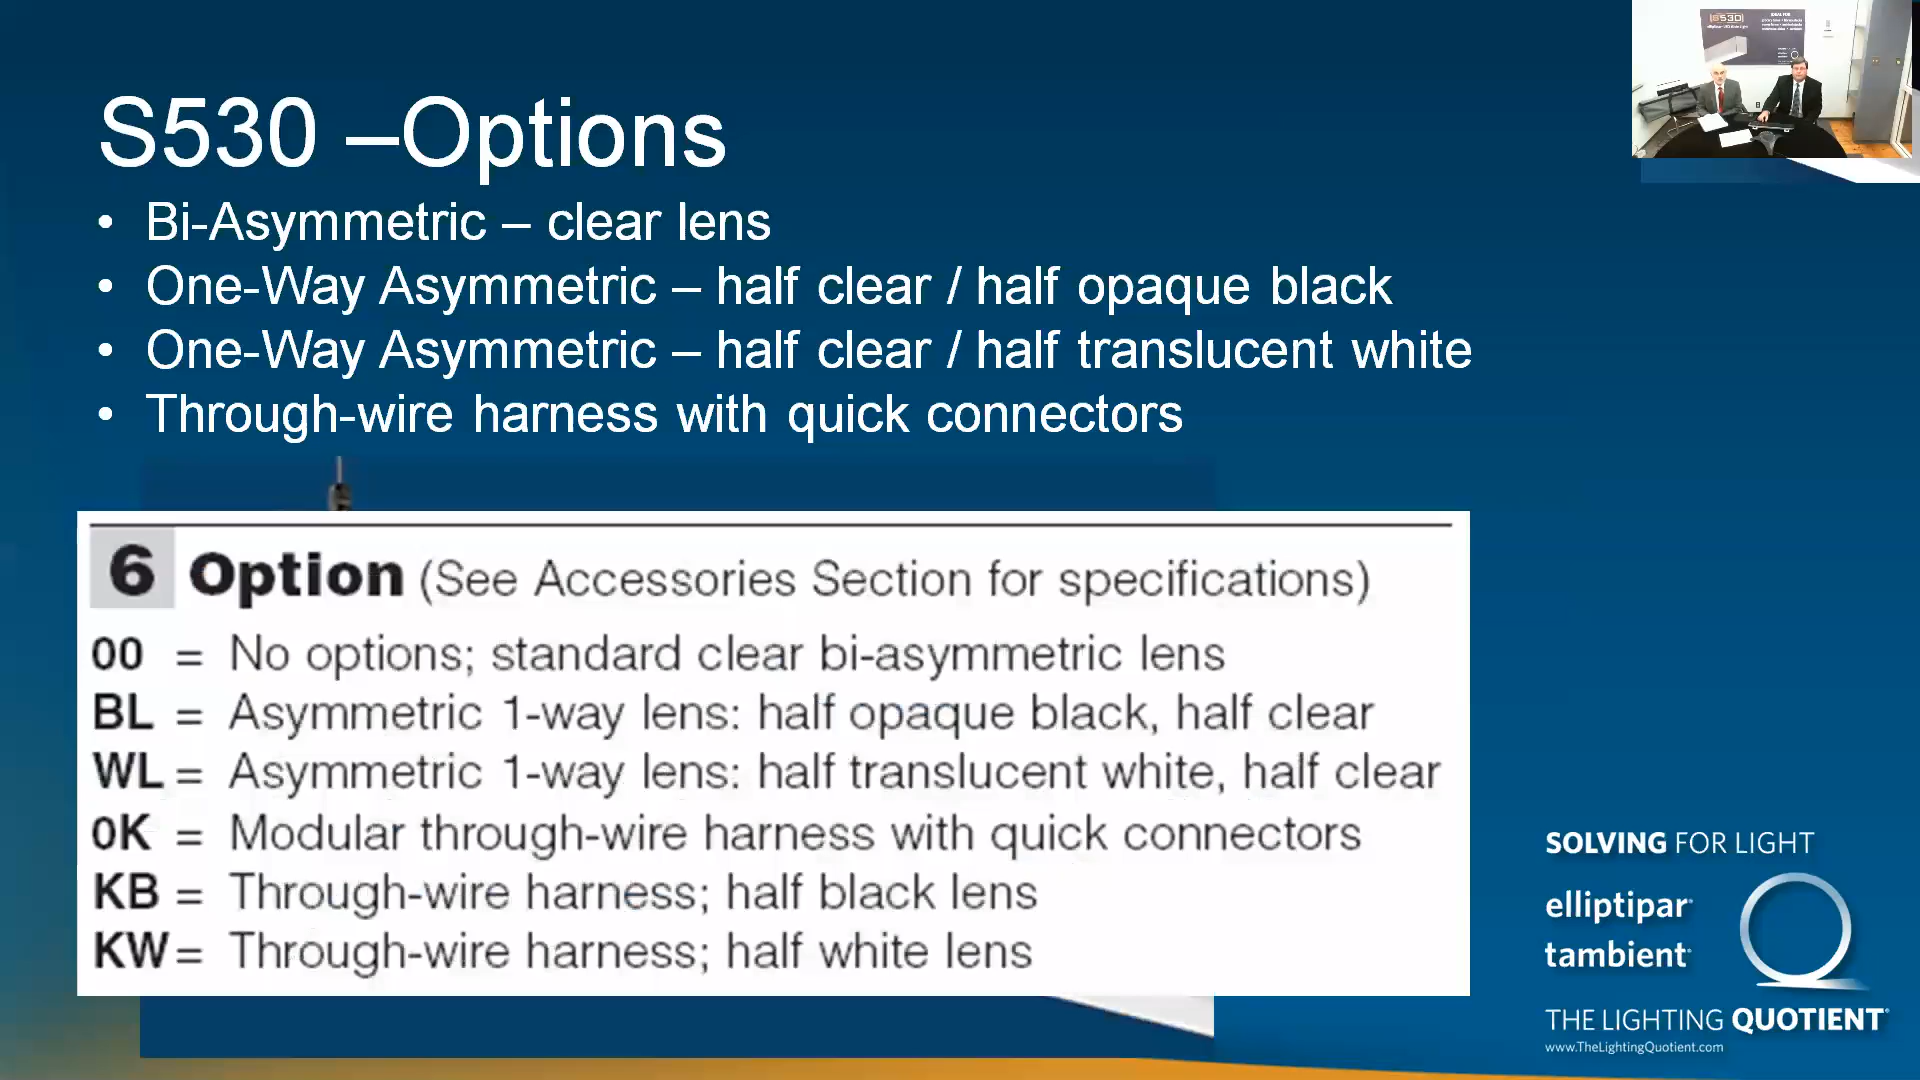 S530 –Options
• Bi-Asymmetric – clear lens
• One-Way Asymmetric – half clear / half opaque black
• One-Way Asymmetric – half clear / half translucent white
• Through-wire harness with quick connectors
6 Option (See Accessories Section for specifications)
00 = No options; standard clear bi-asymmetric lens
BL = Asymmetric 1-way lens: half opaque black, half clear
WL = Asymmetric 1-way lens: half translucent white, half clear
0K = Modular through-wire harness with quick connectors
KB = Through-wire harness; half black lens
KW = Through-wire harness; half white lens
SOLVING FOR LIGHT
elliptipar
tambient
THE LIGHTING QUOTIENT
www.TheLightingQuotient.com
S530